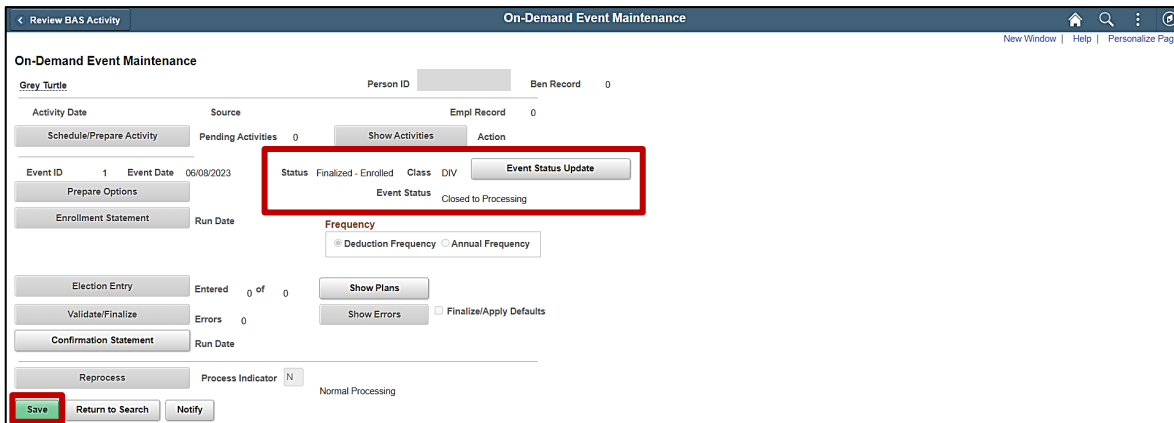 Review BAS Activity On-Demand Event Maintenance
New Window | Help | Personalize Pag
On-Demand Event Maintenance
Grey Turtle Person ID Ben Record 0
Activity Date Source Empl Record 0
Schedule/Prepare Activity Pending Activities 0 Show Activities Action
Event ID 1 Event Date 06/08/2023 Status Finalized - Enrolled Class DIV Event Status Update
Prepare Options Event Status Closed to Processing
Enrollment Statement Run Date Frequency
Deduction Frequency Annual Frequency
Election Entry Entered 0 of 0 Show Plans
Validate/Finalize Errors 0 Show Errors Finalize/Apply Defaults
Confirmation Statement Run Date
Reprocess Process Indicator N Normal Processing
Save Return to Search Notify